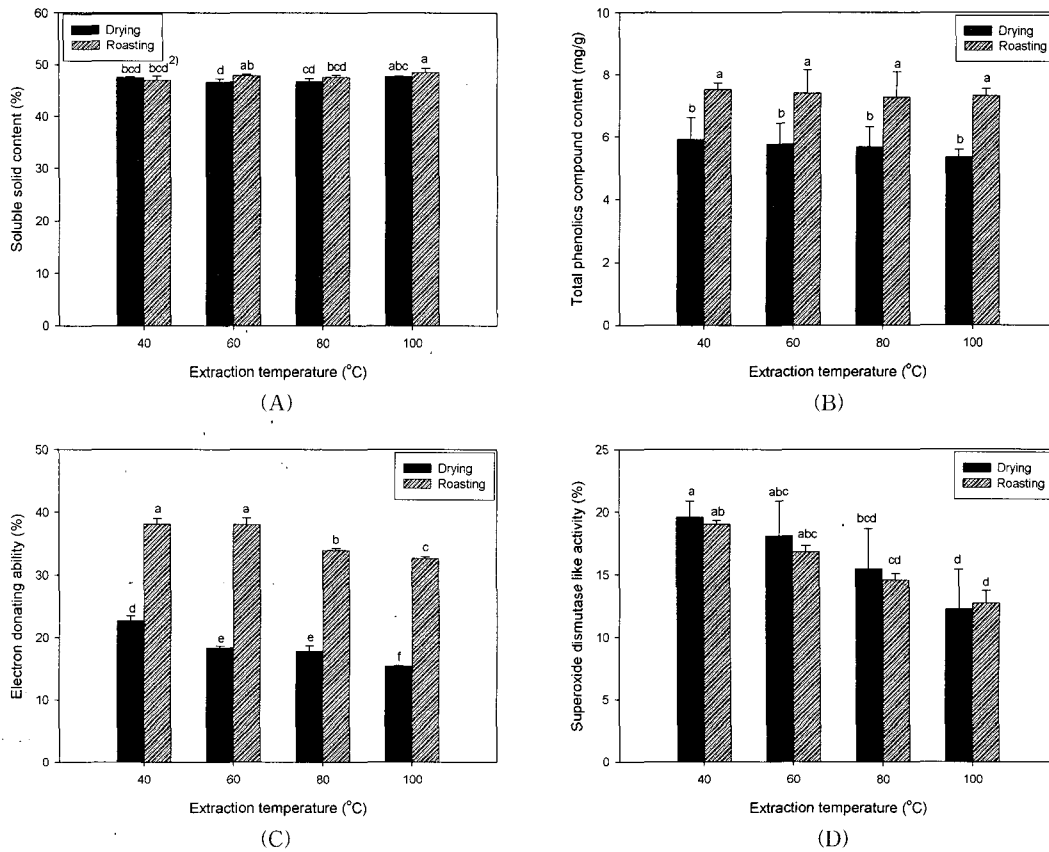 60
50
40
30
20
10
0
Soluble solid content (%)
Drying
Roasting
bcd bcd 2) d ab cd bcd abc a
40 60 80 100
Extraction temperature (°C)
(A)
10
8
6
4
2
0
Total phenolics compound content (mg/g)
Drying
Roasting
b a b a b a b a
40 60 80 100
Extraction temperature (°C)
(B)
50
40
30
20
10
0
Electron donating ability (%)
Drying
Roasting
d a e a e b f c
40 60 80 100
Extraction temperature (°C)
(C)
25
20
15
10
5
0
Superoxide dismutase like activity (%)
Drying
Roasting
a ab abc abc bcd cd d d
40 60 80 100
Extraction temperature (°C)
(D)